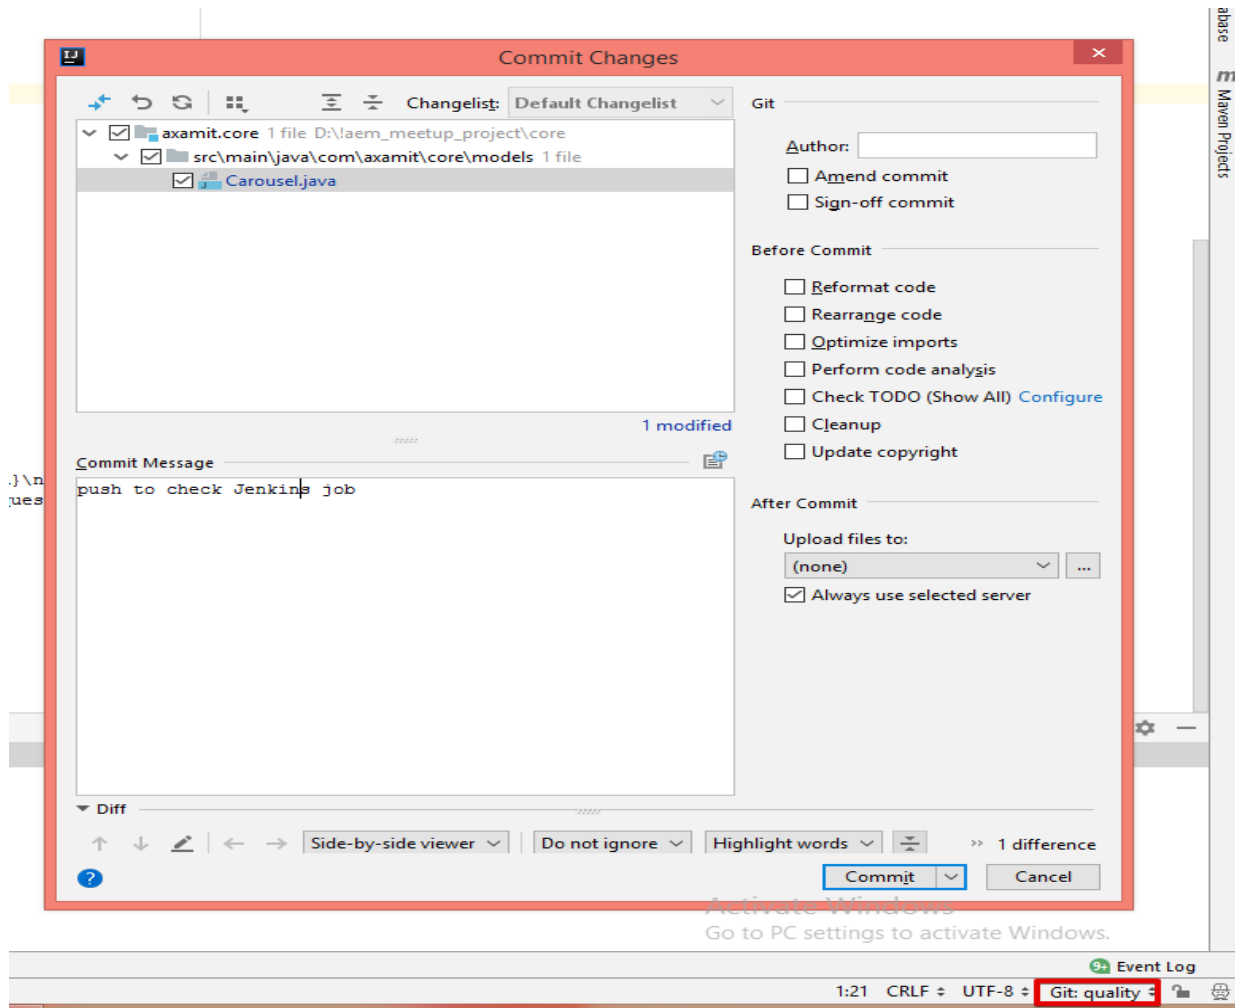 abase
Commit Changes
m Maven Projects
Changelist: Default Changelist
axamit.core 1 file D:\!aem_meetup_project\core
src\main\java\com\axamit\core\models 1 file
Carousel.java
1 modified
Git
Author:
Amend commit
Sign-off commit
Before Commit
Reformat code
Rearrange code
Optimize imports
Perform code analysis
Check TODO (Show All) Configure
Cleanup
Update copyright
Commit Message
push to check Jenkins job
.}\n
ques
After Commit
Upload files to:
(none)
...
Always use selected server
Diff
Side-by-side viewer Do not ignore Highlight words >> 1 difference
? Commit Cancel
Activate Windows
Go to PC settings to activate Windows.
9+ Event Log
1:21 CRLF UTF-8 Git: quality